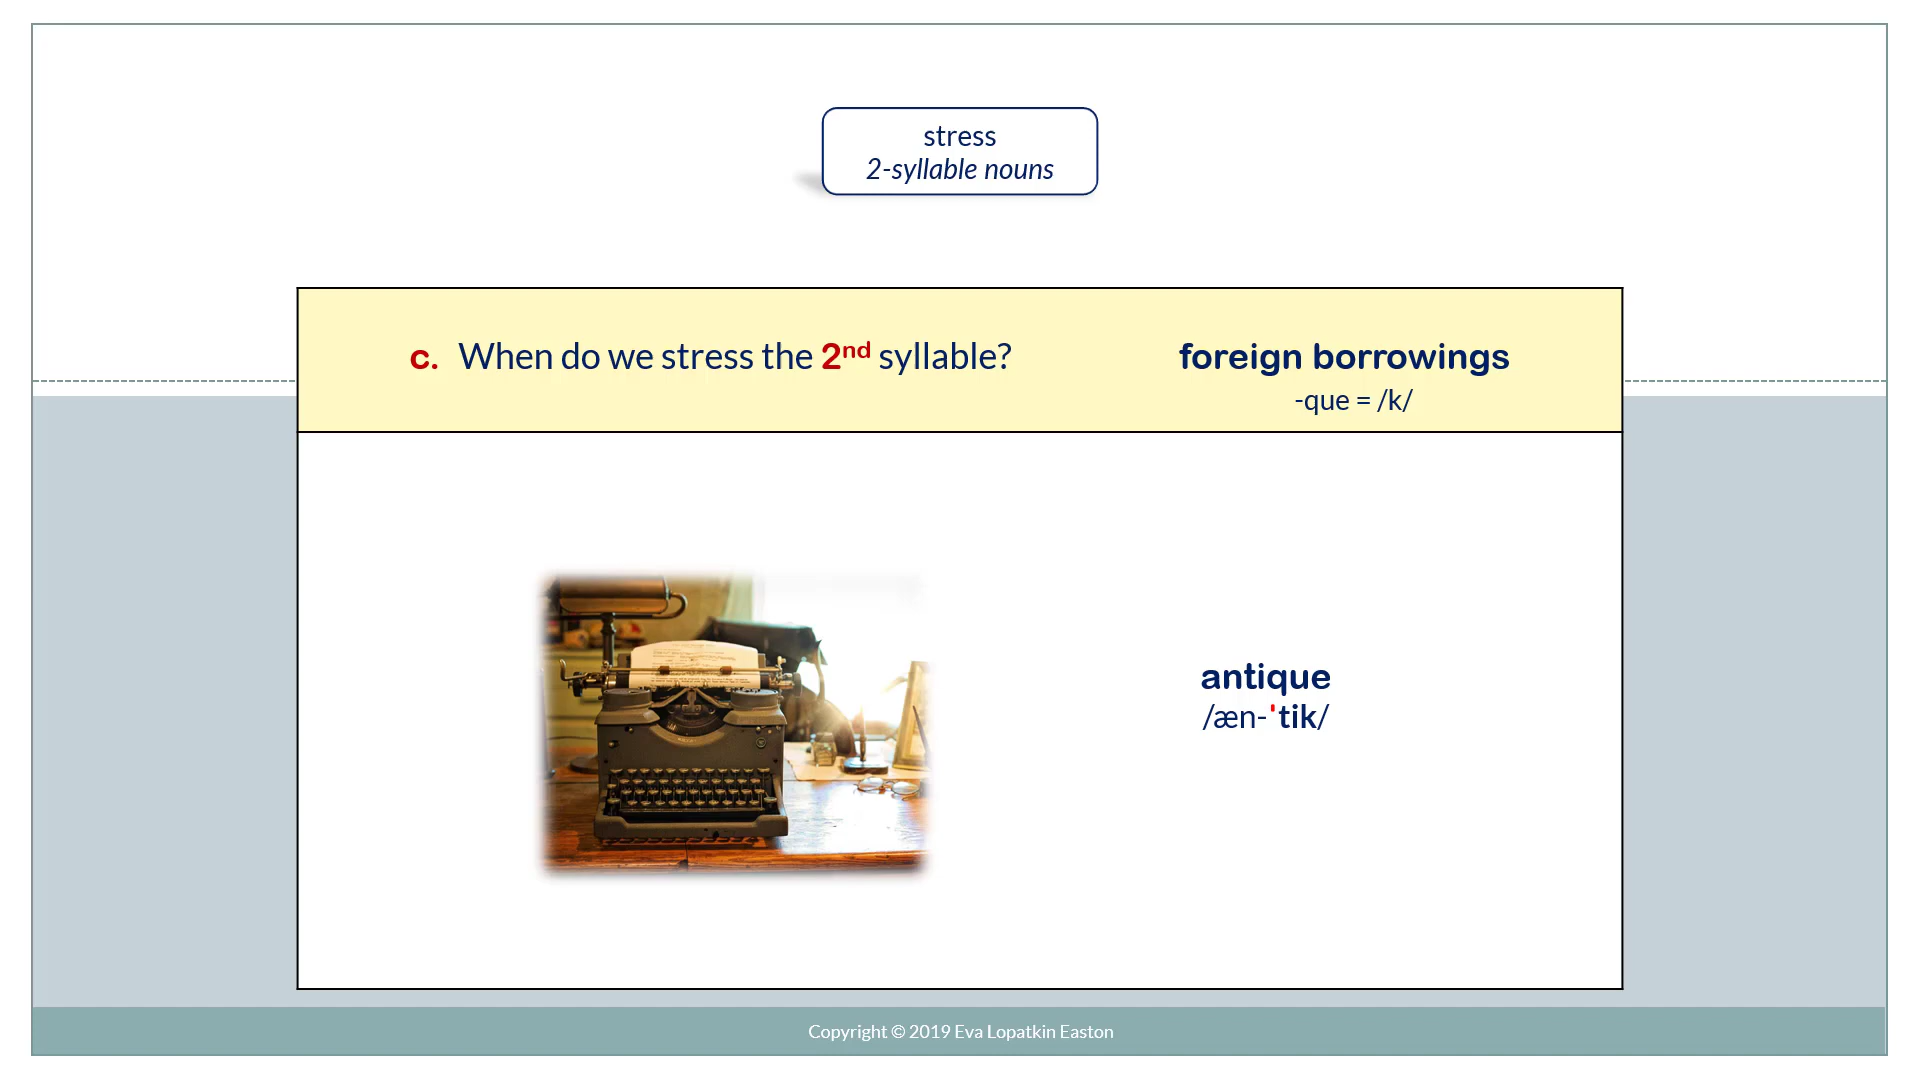 stress
2-syllable nouns
c. When do we stress the 2nd syllable?
foreign borrowings
-que = /k/
antique
/æn-ˈtik/
Copyright © 2019 Eva Lopatkin Easton